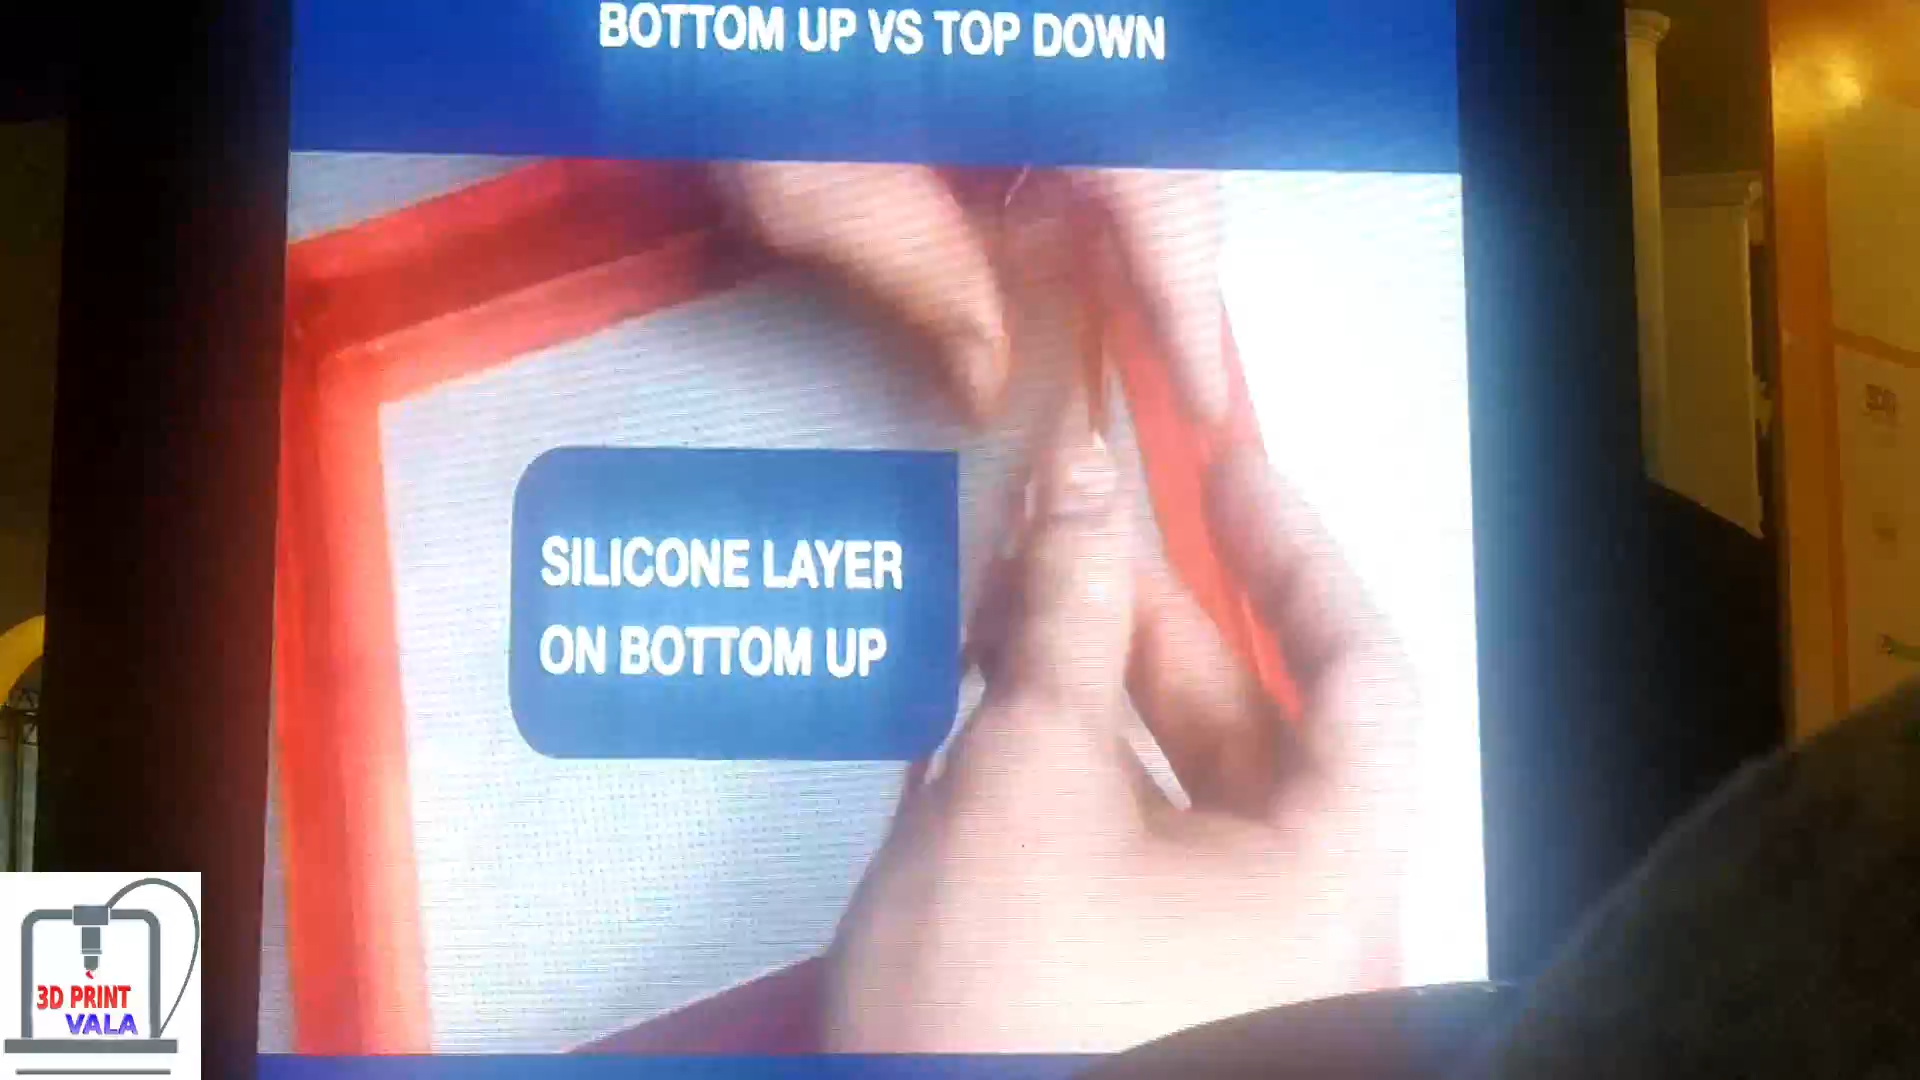 BOTTOM UP VS TOP DOWN
SILICONE LAYER
ON BOTTOM UP
3D PRINT
VALA